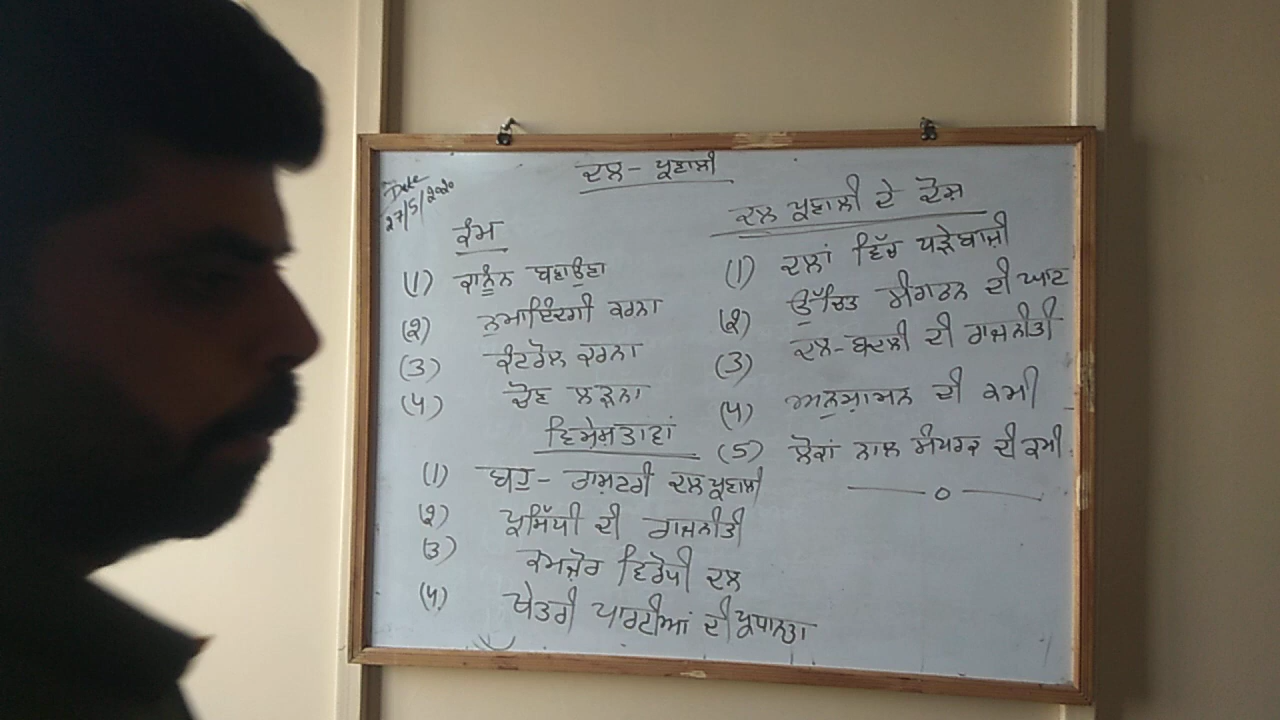 ਦਲ - ਪ੍ਰਣਾਲੀ
Date
27/5/2020
ਕੰਮ
(1) ਕਾਨੂੰਨ ਬਣਾਉਣਾ
(2) ਨੁਮਾਇੰਦਗੀ ਕਰਨਾ
(3) ਕੰਟਰੋਲ ਕਰਨਾ
(4) ਚੋਣ ਲੜਨਾ
ਵਿਸ਼ੇਸ਼ਤਾਵਾਂ
(1) ਬਹੁ - ਰਾਸ਼ਟਰੀ ਦਲ ਪ੍ਰਣਾਲੀ
(2) ਪ੍ਰਸਿੱਧੀ ਦੀ ਰਾਜਨੀਤੀ
(3) ਕਮਜ਼ੋਰ ਵਿਰੋਧੀ ਦਲ
(4) ਖੇਤਰੀ ਪਾਰਟੀਆਂ ਦੀ ਪ੍ਰਧਾਨਤਾ
ਦਲ ਪ੍ਰਣਾਲੀ ਦੇ ਦੋਸ਼
(1) ਦਲਾਂ ਵਿੱਚ ਧੜੇਬਾਜ਼ੀ
(2) ਉੱਚਿਤ ਸੰਗਠਨ ਦੀ ਘਾਟ
(3) ਦਲ-ਬਦਲੀ ਦੀ ਰਾਜਨੀਤੀ
(4) ਅਨੁਸ਼ਾਸਨ ਦੀ ਕਮੀ
(5) ਲੋਕਾਂ ਨਾਲ ਸੰਪਰਕ ਦੀ ਕਮੀ